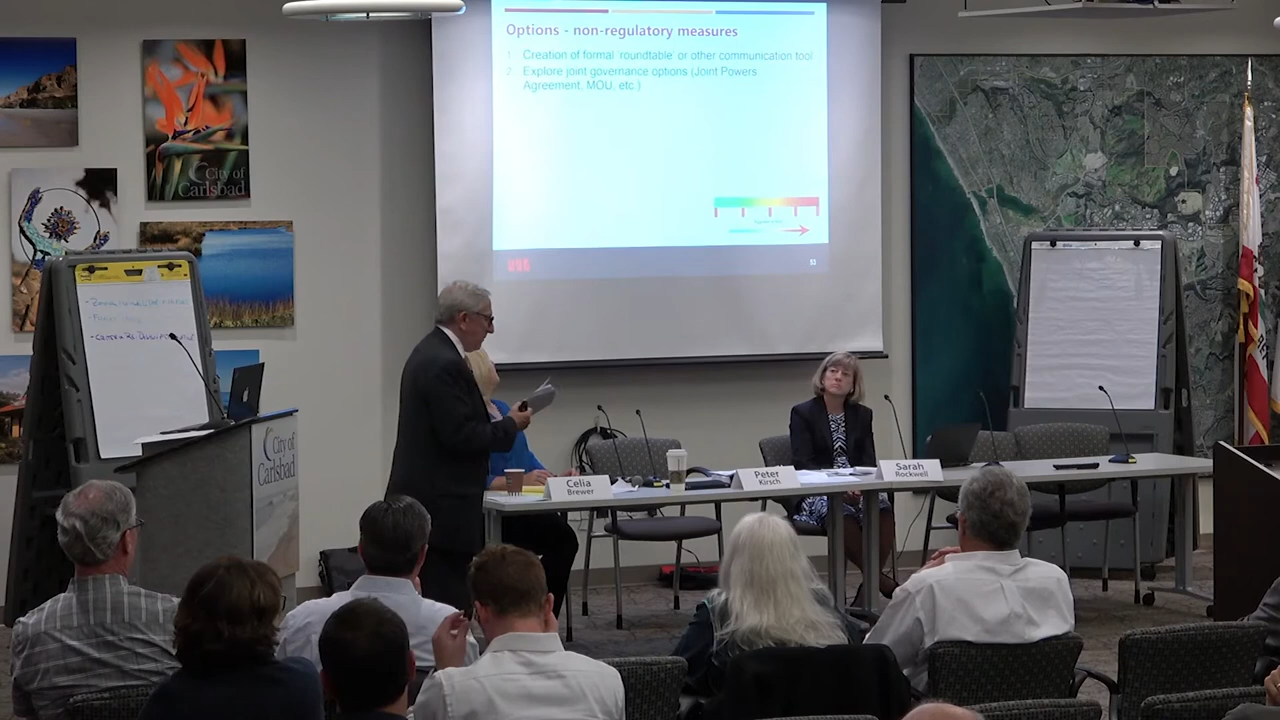 Options - non-regulatory measures
1. Creation of formal 'roundtable' or other communication tool
2. Explore joint governance options (Joint Powers
Agreement, MOU, etc.)
53
City of
Carlsbad
City of
Carlsbad
Celia
Brewer
Peter
Kirsch
Sarah
Rockwell